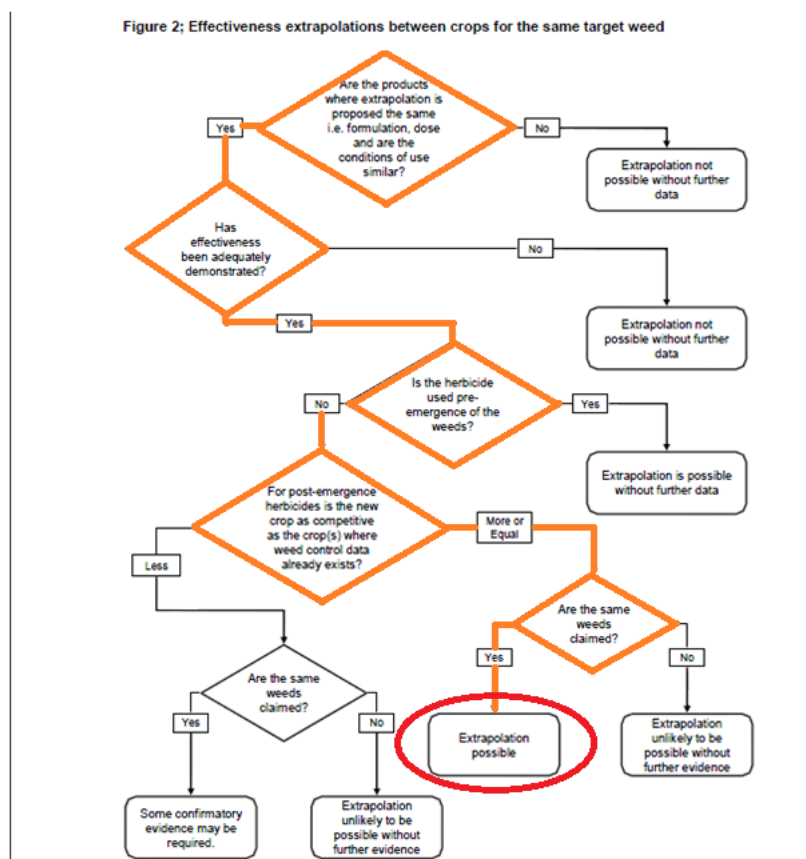 Figure 2; Effectiveness extrapolations between crops for the same target weed
Are the products
where extrapolation is
proposed the same
i.e. formulation, dose
and are the
conditions of use
similar?
Yes
No
Extrapolation not
possible without further
data
Has
effectiveness
been adequately
demonstrated?
No
Extrapolation not
possible without further
data
Yes
Is the herbicide
used pre-
emergence of the
weeds?
No
Yes
Extrapolation is possible
without further data
For post-emergence
herbicides is the new
crop as competitive
as the crop(s) where
weed control data
already exists?
More or
Equal
Less
Are the same
weeds
claimed?
Yes
No
Are the same
weeds
claimed?
Yes
No
Extrapolation
possible
Extrapolation
unlikely to be
possible without
further evidence
Some confirmatory
evidence may be
required.
Extrapolation
unlikely to be
possible without
further evidence